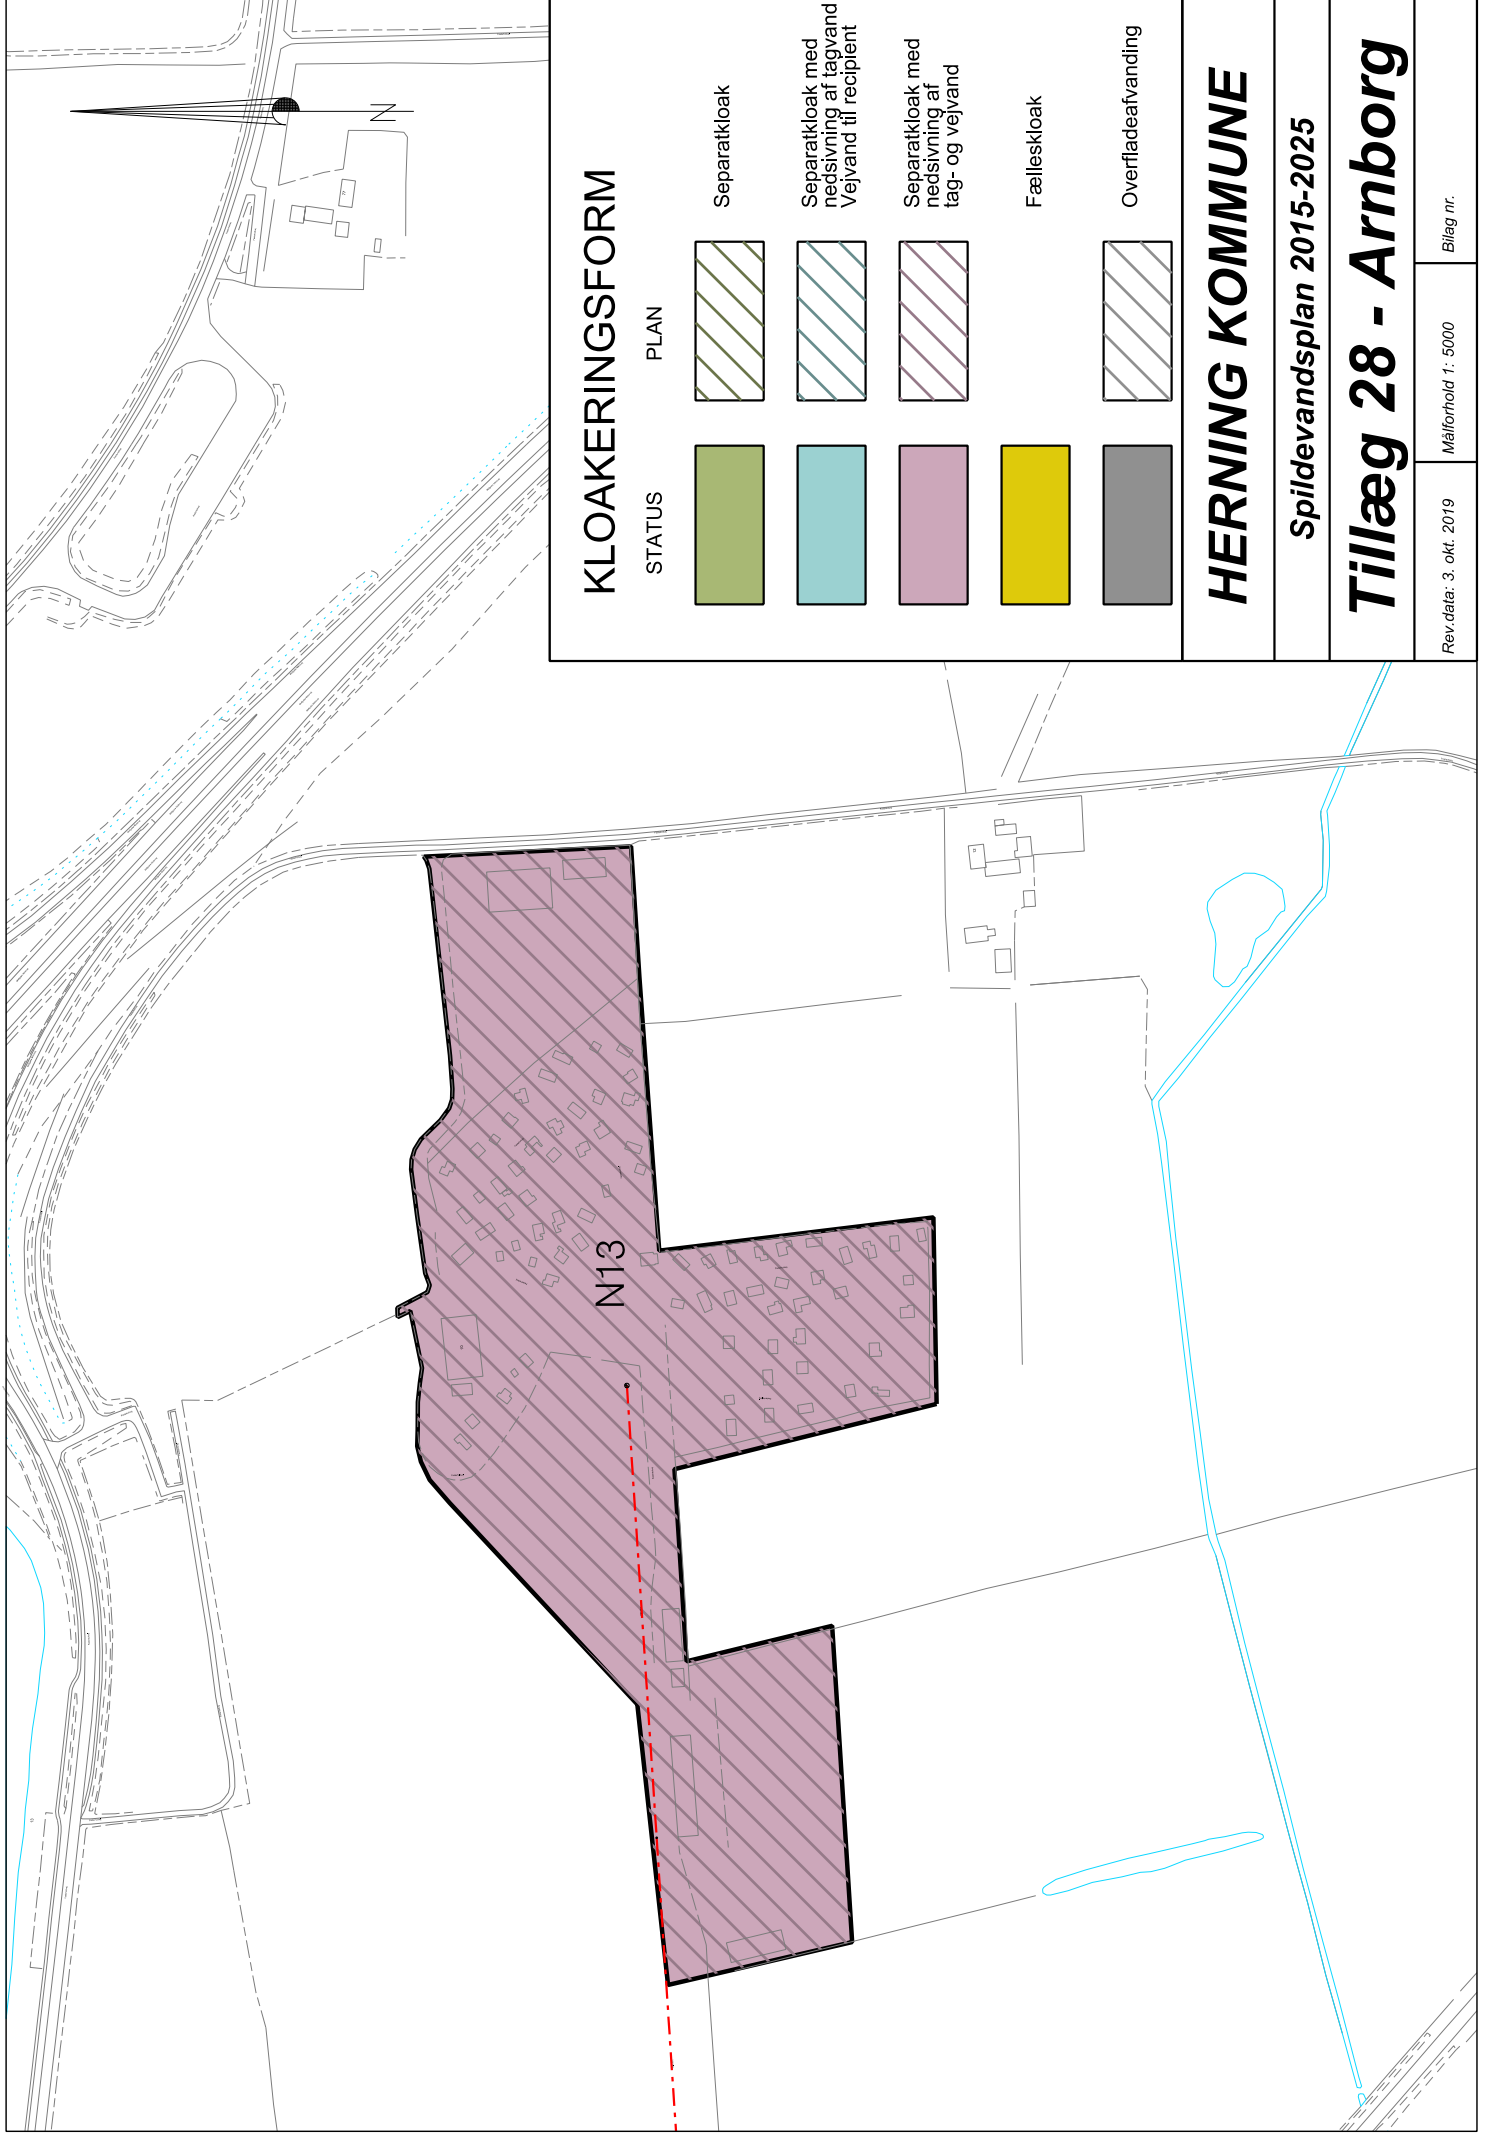 N
N13
KLOAKERINGSFORM
STATUS
PLAN
Separatkloak
Separatkloak med
nedsivning af tagvand
Vejvand til recipient
Separatkloak med
nedsivning af
tag- og vejvand
Fælleskloak
Overfladeafvanding
HERNING KOMMUNE
Spildevandsplan 2015-2025
Tillæg 28 - Arnborg
Rev.data: 3. okt. 2019
Målforhold 1: 5000
Bilag nr.